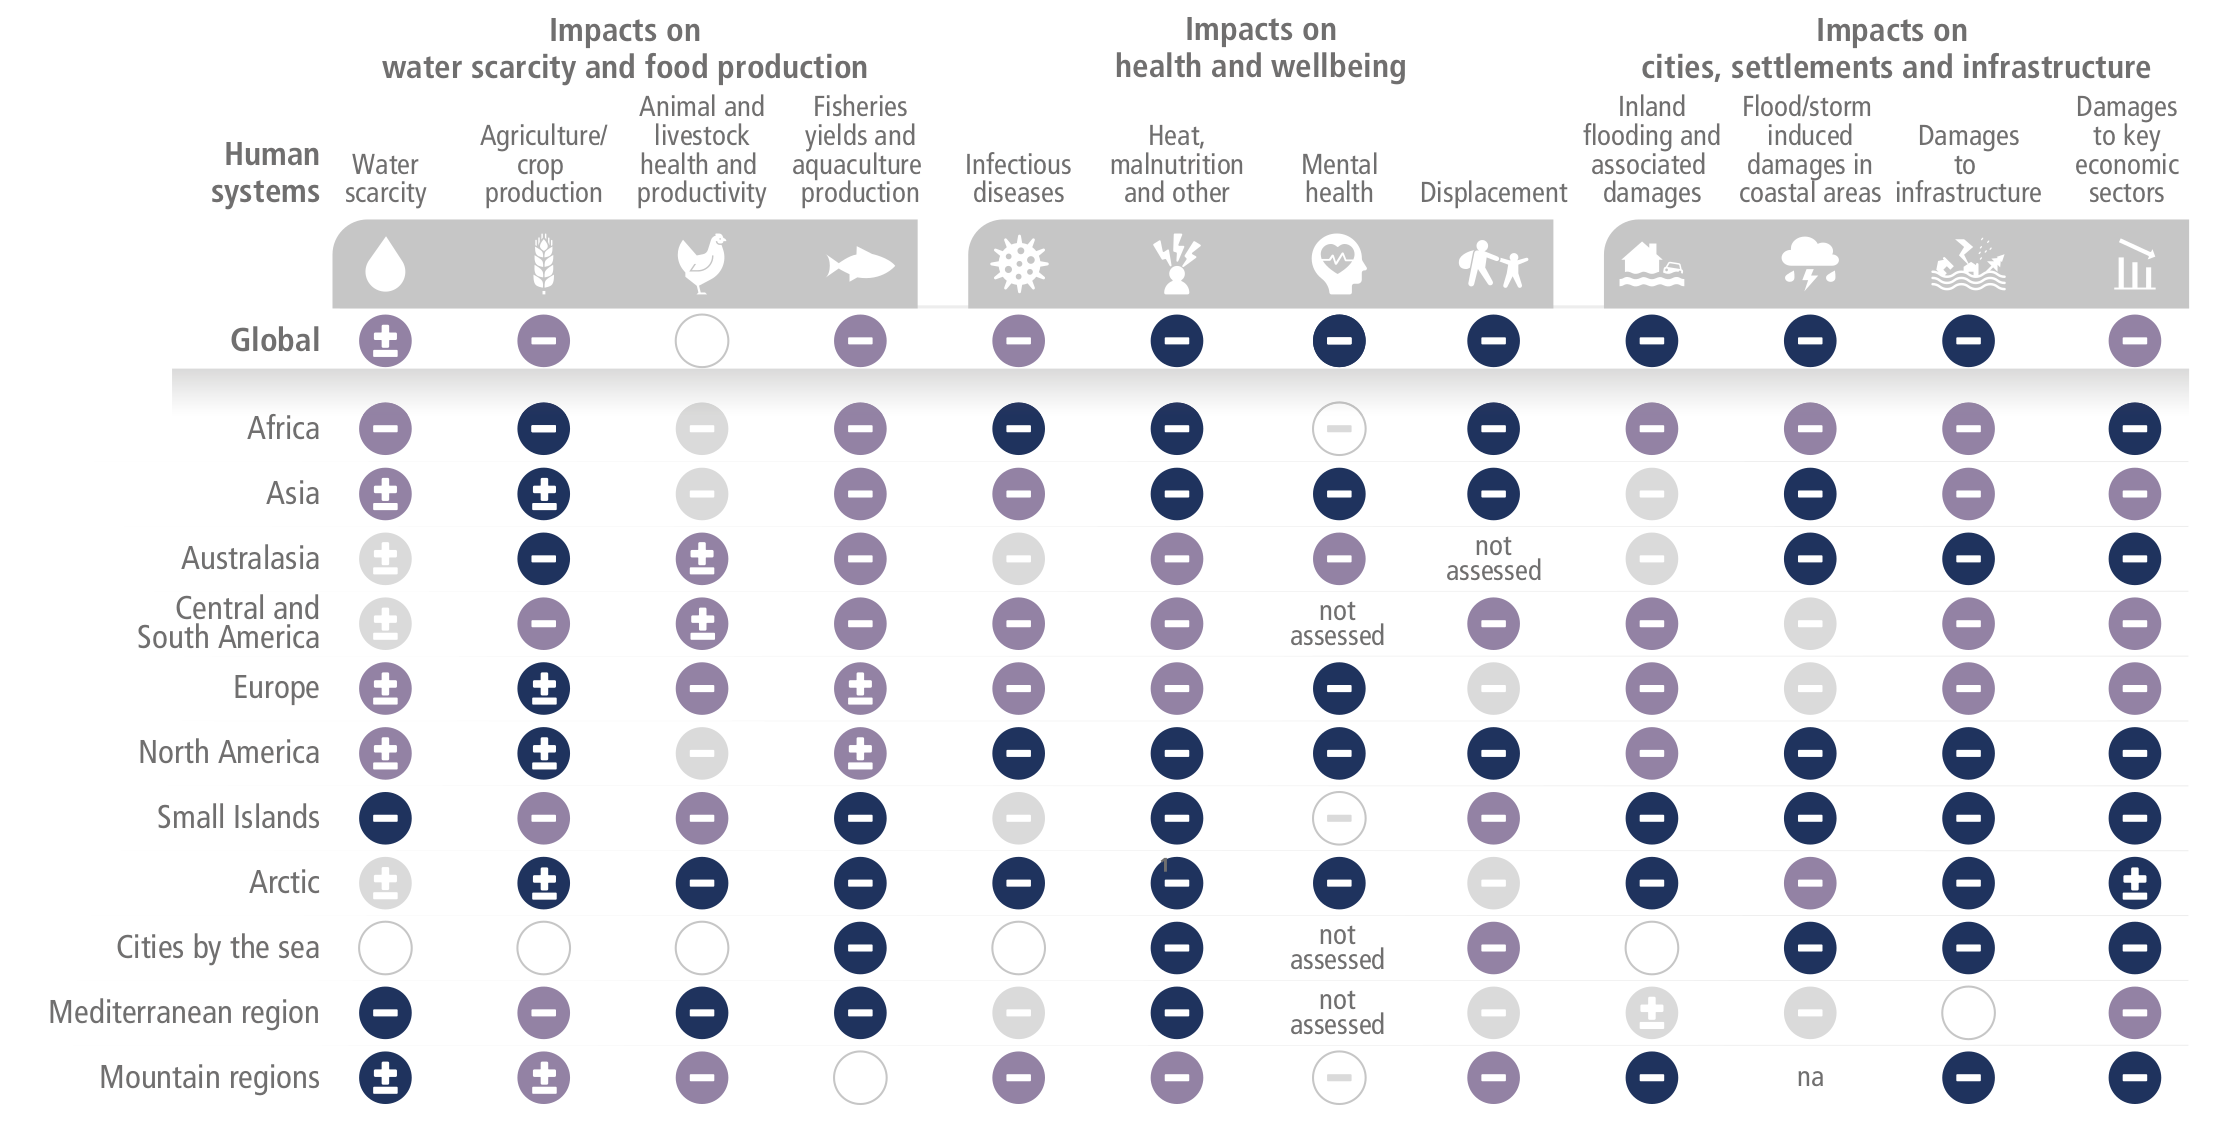 Impacts on
water scarcity and food production
Impacts on
health and wellbeing
Impacts on
cities, settlements and infrastructure
Human
systems
Water
scarcity
Agriculture/
crop
production
Animal and
livestock
health and
productivity
Fisheries
yields and
aquaculture
production
Infectious
diseases
Heat,
malnutrition
and other
Mental
health
Displacement
Inland
flooding and
associated
damages
Flood/storm
induced
damages in
coastal areas
Damages
to
infrastructure
Damages
to key
economic
sectors
Global
±
−
−
−
−
−
−
−
−
−
−
Africa
−
−
−
−
−
−
−
−
−
−
−
−
Asia
±
±
−
−
−
−
−
−
−
−
−
−
Australasia
±
−
±
−
−
−
−
not
assessed
−
−
−
−
Central and
South America
±
−
±
−
−
−
not
assessed
−
−
−
−
−
Europe
±
±
−
±
−
−
−
−
−
−
−
−
North America
±
±
−
±
−
−
−
−
−
−
−
−
Small Islands
−
−
−
−
−
−
−
−
−
−
−
−
Arctic
±
±
−
−
−
1
−
−
−
−
−
−
±
Cities by the sea
−
−
not
assessed
−
−
−
−
Mediterranean region
−
−
−
−
−
−
not
assessed
−
±
−
−
Mountain regions
±
±
−
−
−
−
−
−
na
−
−